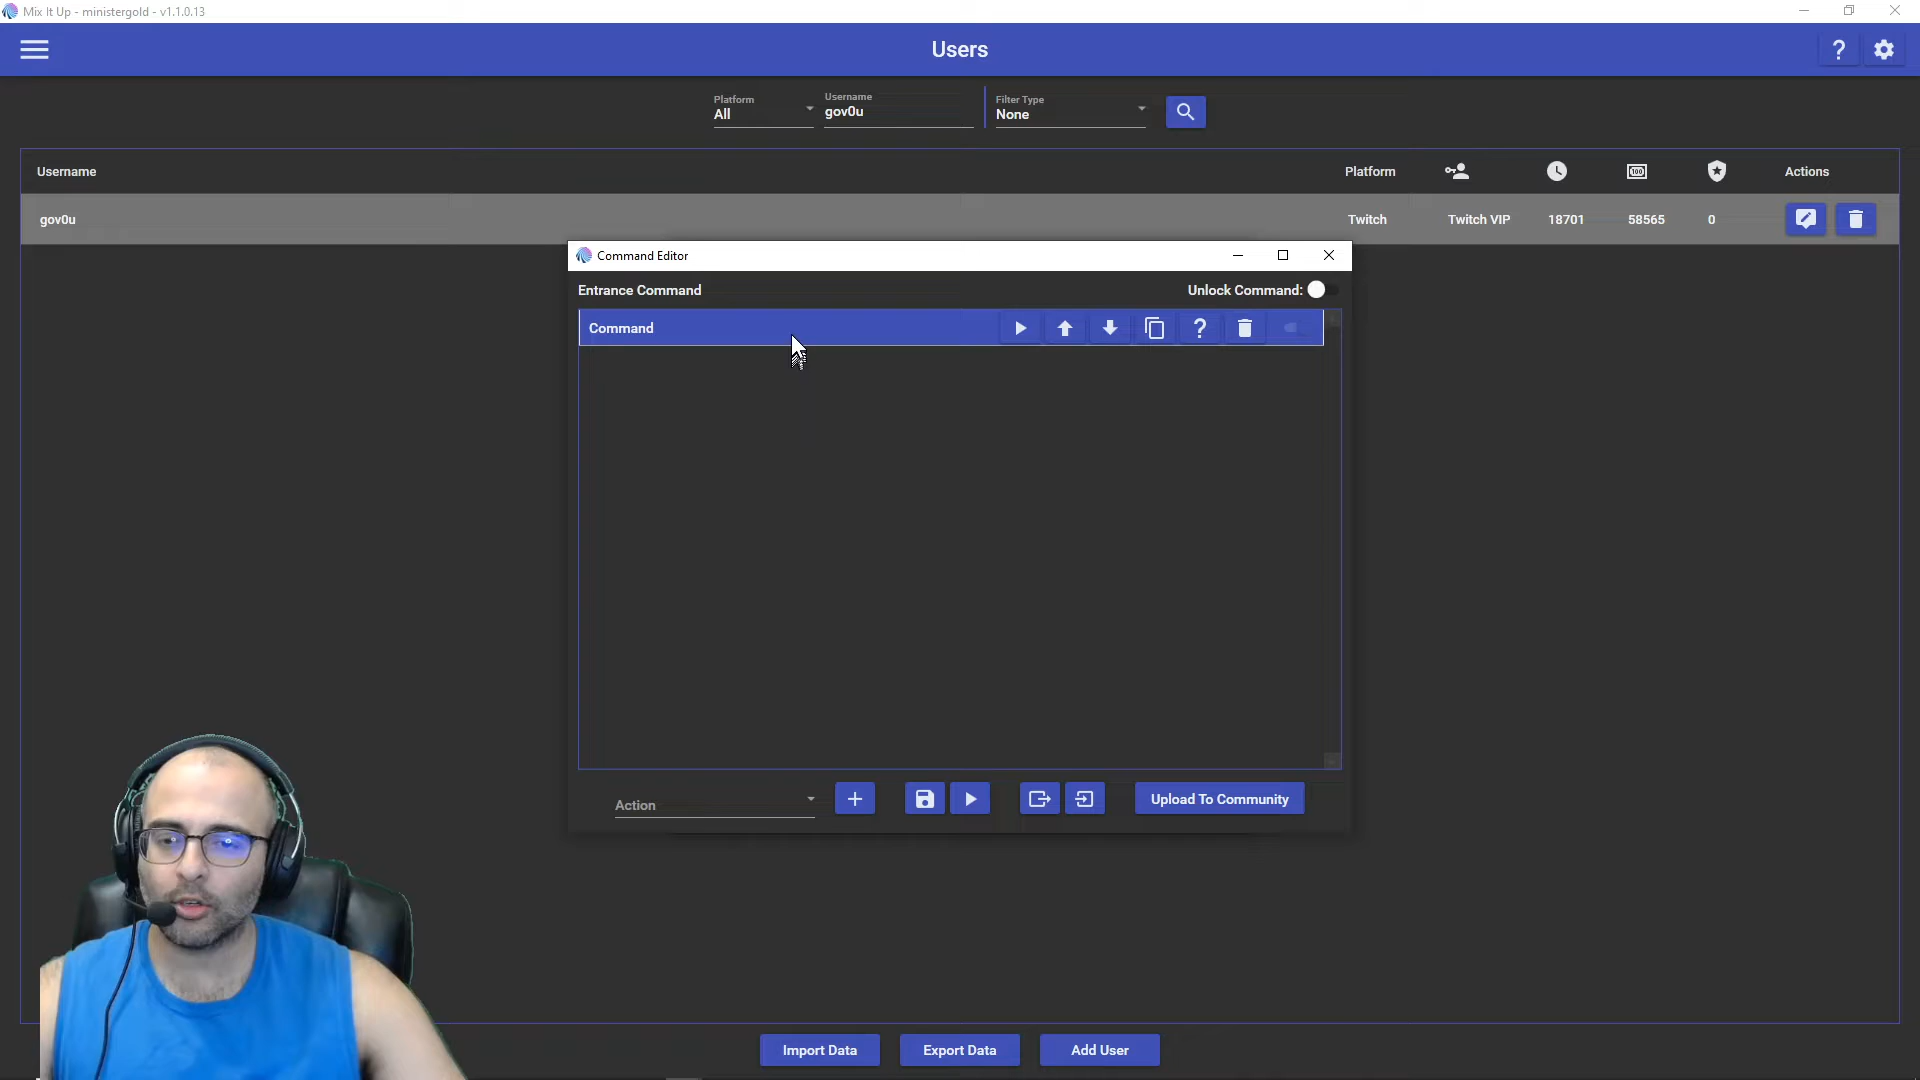 Mix It Up - ministergold - v1.1.0.13
Users
?
Platform
All
Username
gov0u
Filter Type
None
Username
Platform
100
Actions
gov0u
Twitch
Twitch VIP
18701
58565
0
Command Editor
Entrance Command
Unlock Command:
Command
?
Action
Upload To Community
Import Data
Export Data
Add User